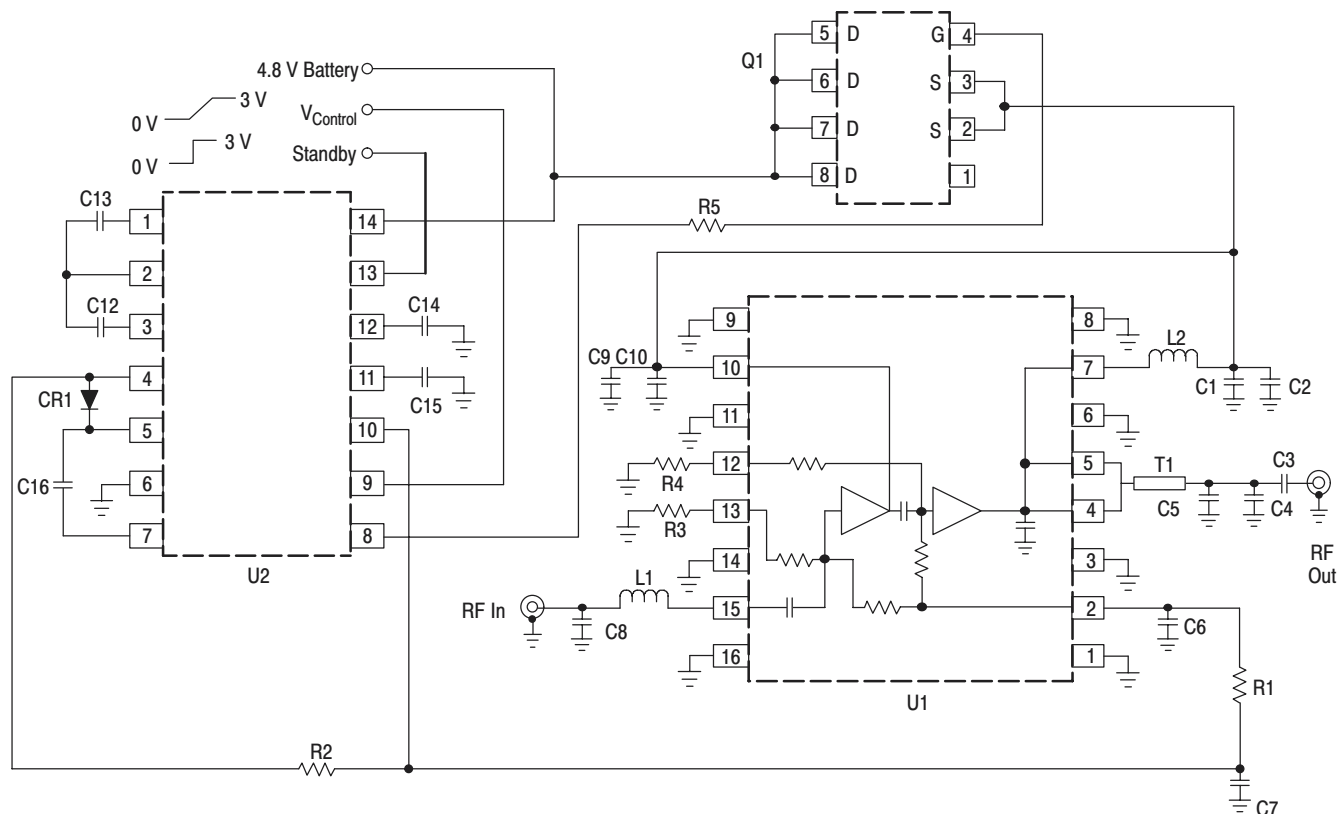 5 D G 4
Q1
4.8 V Battery
6 D S 3
0 V 3 V
VControl
7 D S 2
0 V 3 V
Standby
8 D 1
C13
1 14
R5
2 13
C12 C14
3 12
9 8
L2
C9 C10
10 7
C1 C2
4 11
CR1
C15
11 6
5 10
12 5
T1 C3
R4
C16
6 9
13 4
C5 C4
R3
7 8
14 3
RF
Out
U2
L1
RF In
15 2
C8 C6
16 1
R1
U1
R2
C7